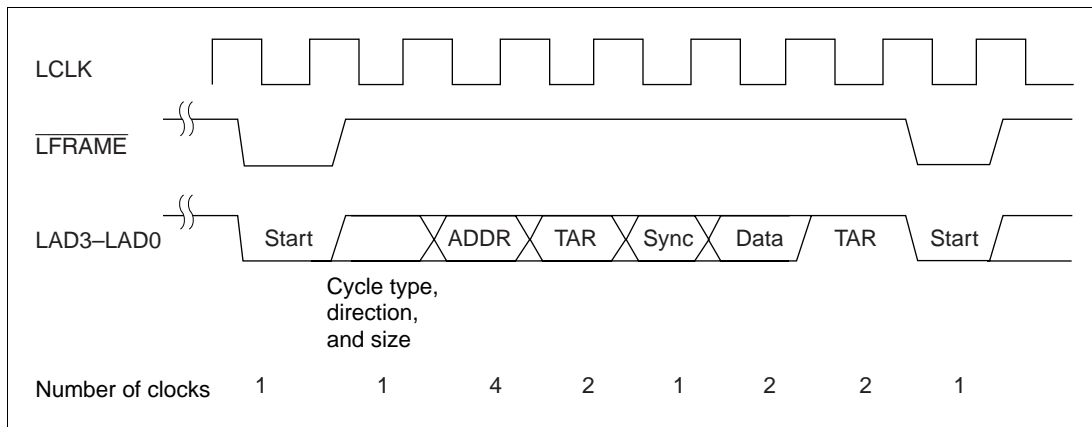 LCLK
LFRAME
LAD3–LAD0
Start
ADDR
TAR
Sync
Data
TAR
Start
Cycle type,
direction,
and size
Number of clocks 1 1 4 2 1 2 2 1